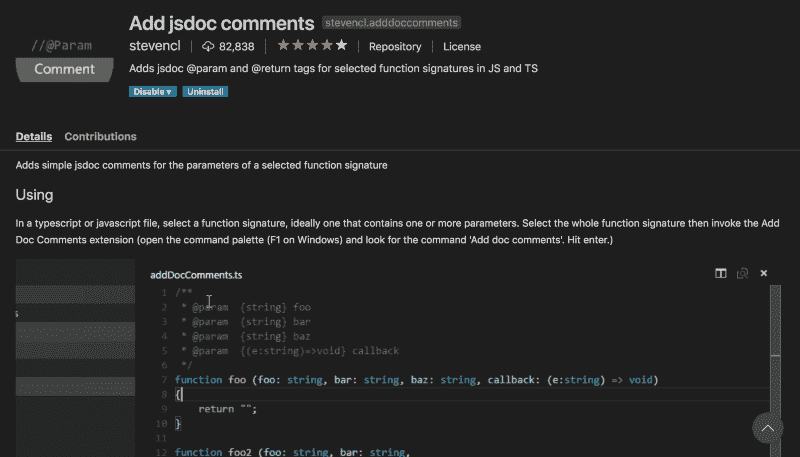 Add jsdoc comments stevencl.adddoccomments
//@Param
Comment
stevencl 82,838 Repository License
Adds jsdoc @param and @return tags for selected function signatures in JS and TS
Disable Uninstall
Details Contributions
Adds simple jsdoc comments for the parameters of a selected function signature
Using
In a typescript or javascript file, select a function signature, ideally one that contains one or more parameters. Select the whole function signature then invoke the Add
Doc Comments extension (open the command palette (F1 on Windows) and look for the command 'Add doc comments'. Hit enter.)
addDocComments.ts
1 /**
2 * @param {string} foo
s
3 * @param {string} bar
4 * @param {string} baz
5 * @param {(e:string)=>void} callback
6 */
7 function foo (foo: string, bar: string, baz: string, callback: (e:string) => void)
8 {
9 return "";
10 }
11
12 function foo2 (foo: string, bar: string,